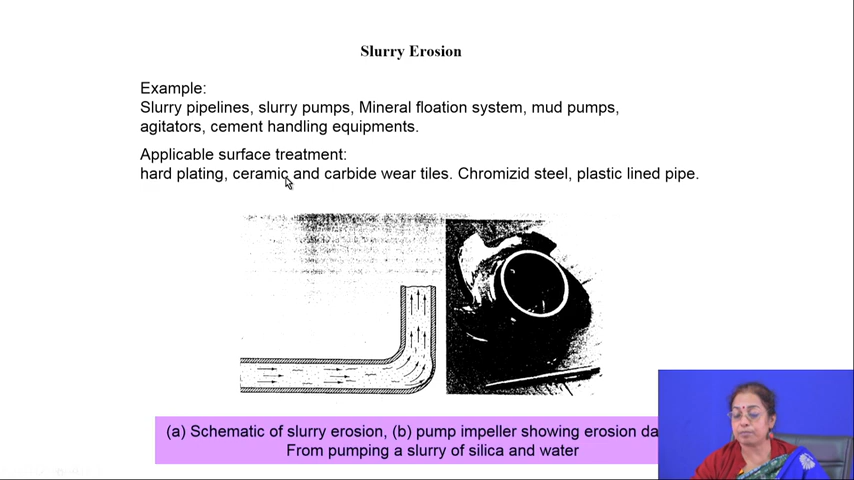 Slurry Erosion
Example:
Slurry pipelines, slurry pumps, Mineral floation system, mud pumps,
agitators, cement handling equipments.
Applicable surface treatment:
hard plating, ceramic and carbide wear tiles. Chromizid steel, plastic lined pipe.
(a) Schematic of slurry erosion, (b) pump impeller showing erosion da
From pumping a slurry of silica and water